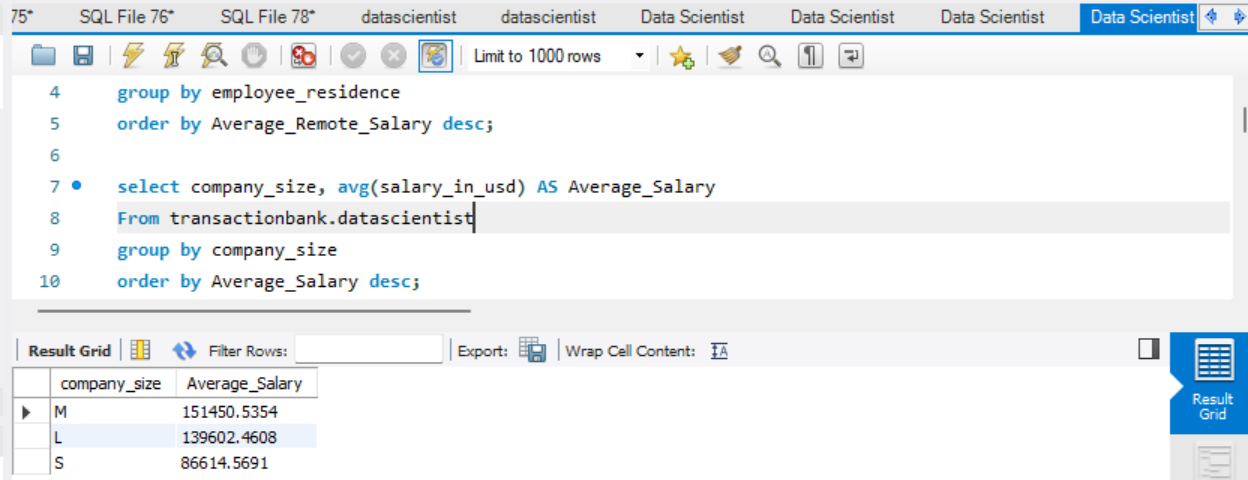 75* SQL File 76* SQL File 78* datascientist datascientist Data Scientist Data Scientist Data Scientist Data Scientist
Limit to 1000 rows
4 group by employee_residence
5 order by Average_Remote_Salary desc;
6
7 select company_size, avg(salary_in_usd) AS Average_Salary
8 From transactionbank.datascientist
9 group by company_size
10 order by Average_Salary desc;
Result Grid Filter Rows: Export: Wrap Cell Content: IA
company_size Average_Salary
M 151450.5354
L 139602.4608
S 86614.5691
Result
Grid